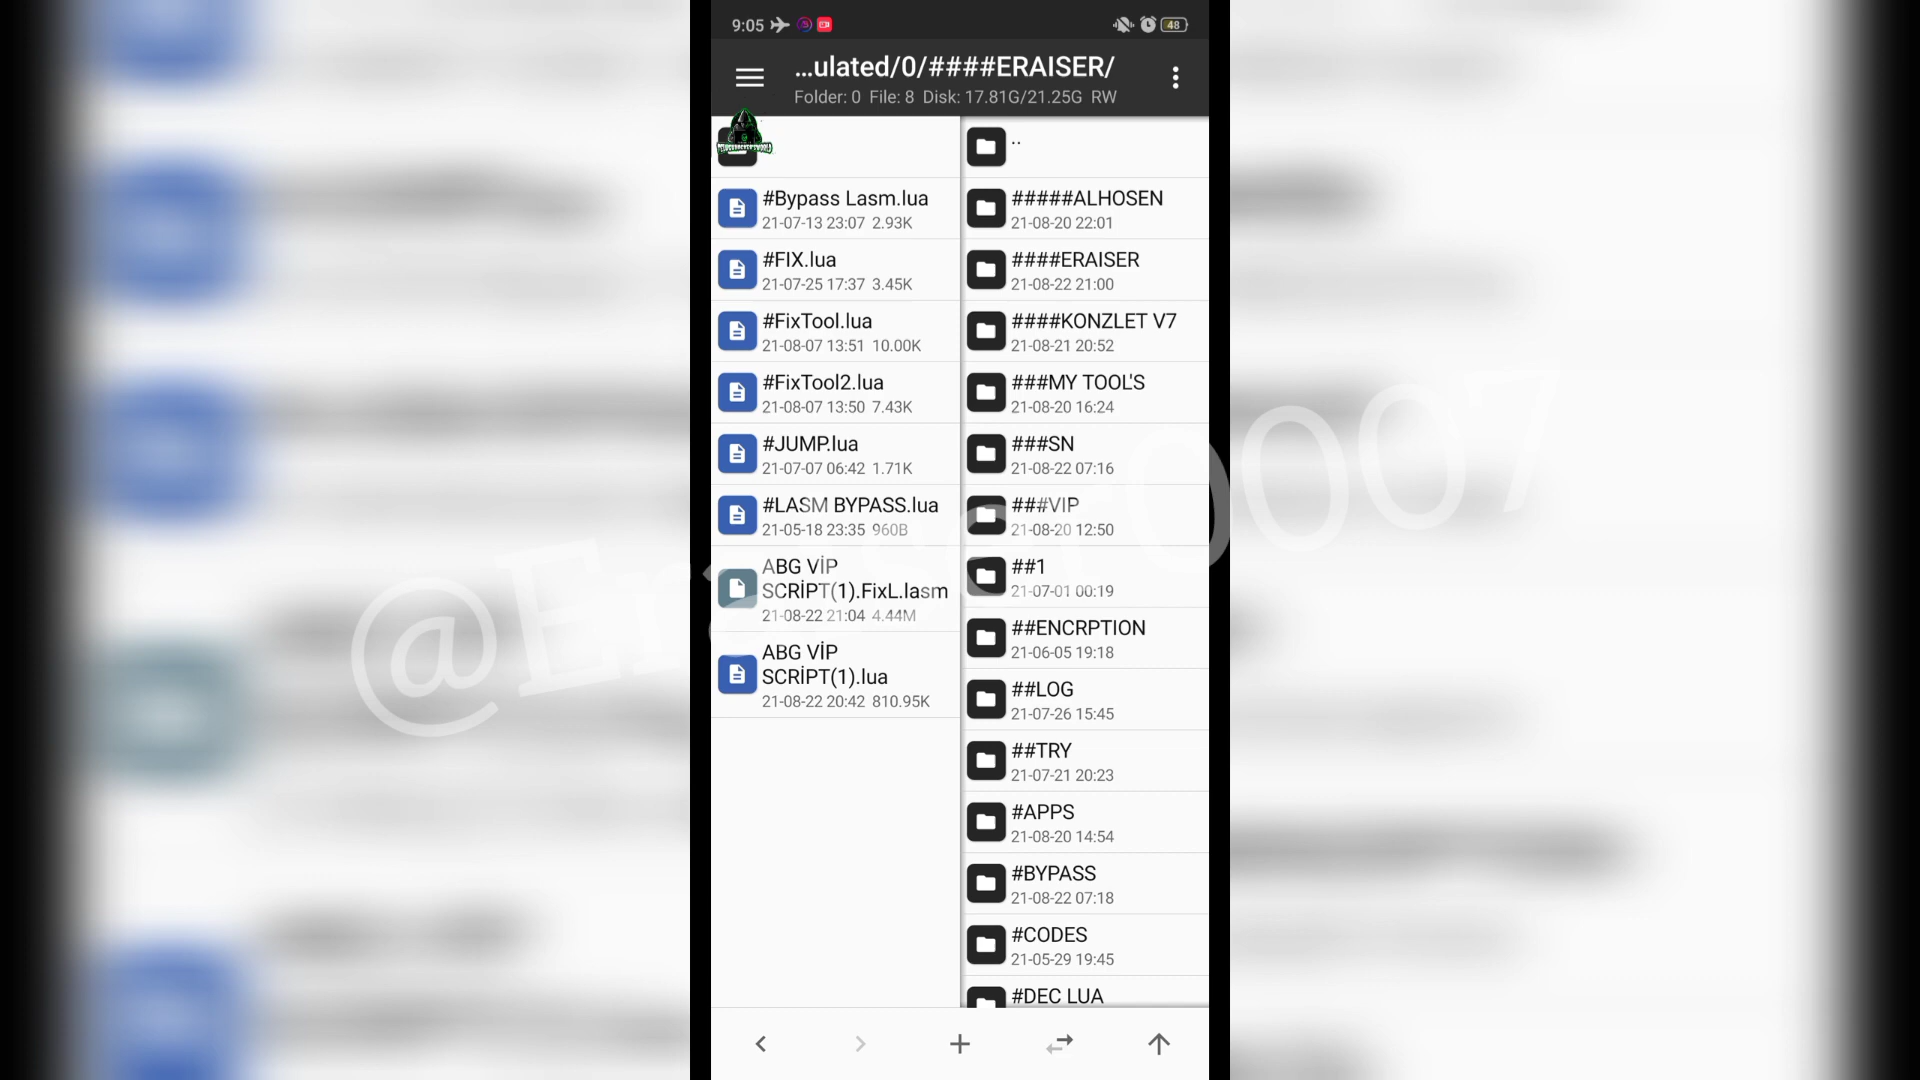 9:05
48
...ulated/0/####ERAISER/
Folder: 0 File: 8 Disk: 17.81G/21.25G RW
#Bypass Lasm.lua
21-07-13 23:07 2.93K
#FIX.lua
21-07-25 17:37 3.45K
#FixTool.lua
21-08-07 13:51 10.00K
#FixTool2.lua
21-08-07 13:50 7.43K
#JUMP.lua
21-07-07 06:42 1.71K
#LASM BYPASS.lua
21-05-18 23:35 960B
ABG VİP
SCRİPT(1).FixL.lasm
21-08-22 21:04 4.44M
ABG VİP
SCRİPT(1).lua
21-08-22 20:42 810.95K
..
#####ALHOSEN
21-08-20 22:01
####ERAISER
21-08-22 21:00
####KONZLET V7
21-08-21 20:52
###MY TOOL'S
21-08-20 16:24
###SN
21-08-22 07:16
###VIP
21-08-20 12:50
##1
21-07-01 00:19
##ENCRPTION
21-06-05 19:18
##LOG
21-07-26 15:45
##TRY
21-07-21 20:23
#APPS
21-08-20 14:54
#BYPASS
21-08-22 07:18
#CODES
21-05-29 19:45
#DEC LUA